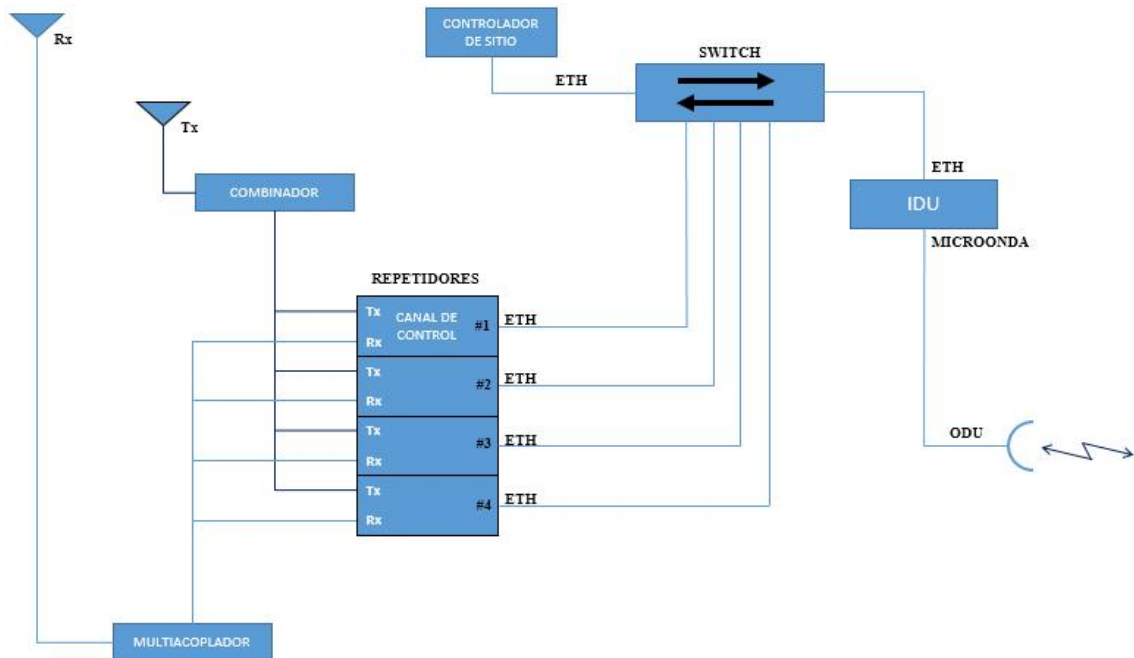 Rx
CONTROLADOR
DE SITIO
SWITCH
ETH
Tx
COMBINADOR
ETH
IDU
MICROONDA
REPETIDORES
Tx
CANAL DE
CONTROL
#1
ETH
Rx
Tx
#2
ETH
Rx
Tx
#3
ETH
Rx
Tx
#4
ETH
Rx
ODU
MULTIACOPLADOR